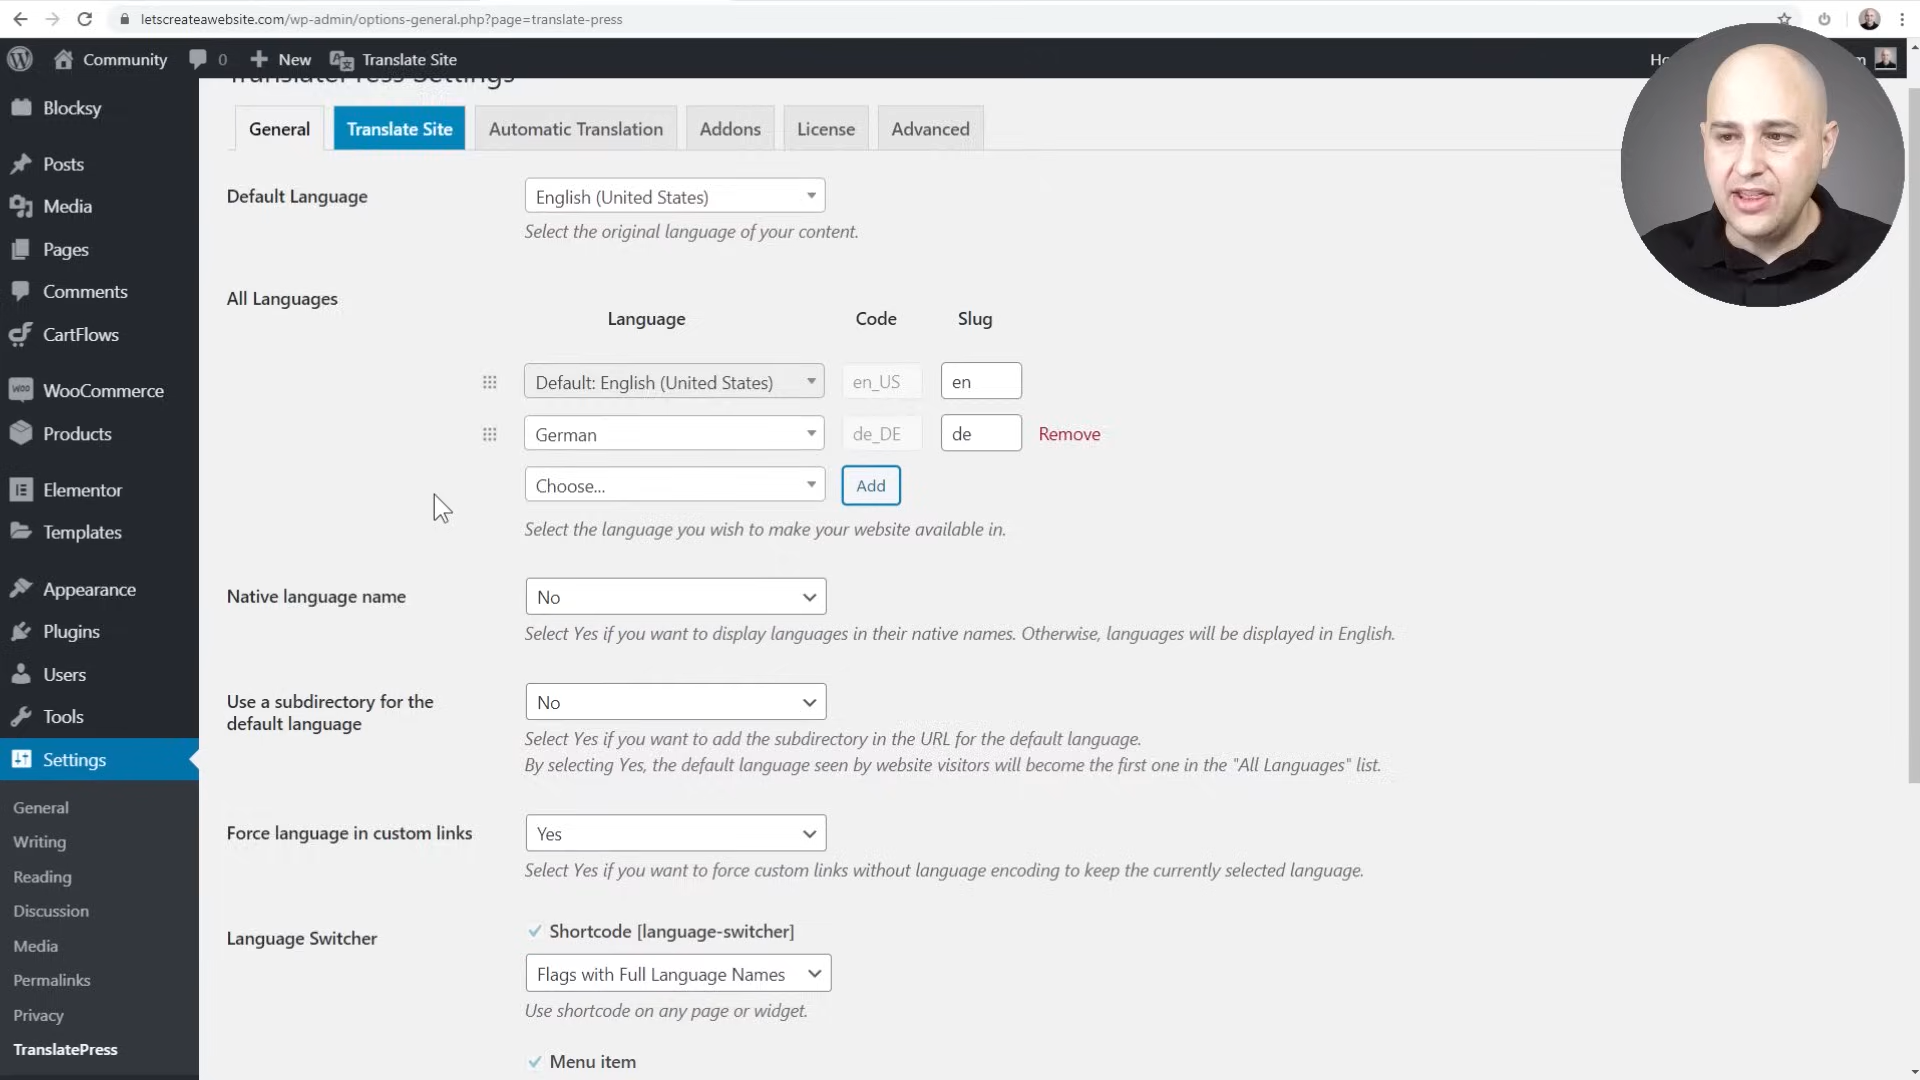 letscreateawebsite.com/wp-admin/options-general.php?page=translate-press
Community 0 New Translate Site
TranslatePress Settings
Blocksy
Posts
Media
Pages
Comments
CartFlows
WooCommerce
Products
Elementor
Templates
Appearance
Plugins
Users
Tools
Settings
General
Writing
Reading
Discussion
Media
Permalinks
Privacy
TranslatePress
General Translate Site Automatic Translation Addons License Advanced
Default Language English (United States)
Select the original language of your content.
All Languages
Language Code Slug
Default: English (United States) en_US en
German de_DE de Remove
Choose... Add
Select the language you wish to make your website available in.
Native language name No
Select Yes if you want to display languages in their native names. Otherwise, languages will be displayed in English.
Use a subdirectory for the
default language
No
Select Yes if you want to add the subdirectory in the URL for the default language.
By selecting Yes, the default language seen by website visitors will become the first one in the "All Languages" list.
Force language in custom links Yes
Select Yes if you want to force custom links without language encoding to keep the currently selected language.
Language Switcher Shortcode [language-switcher]
Flags with Full Language Names
Use shortcode on any page or widget.
Menu item